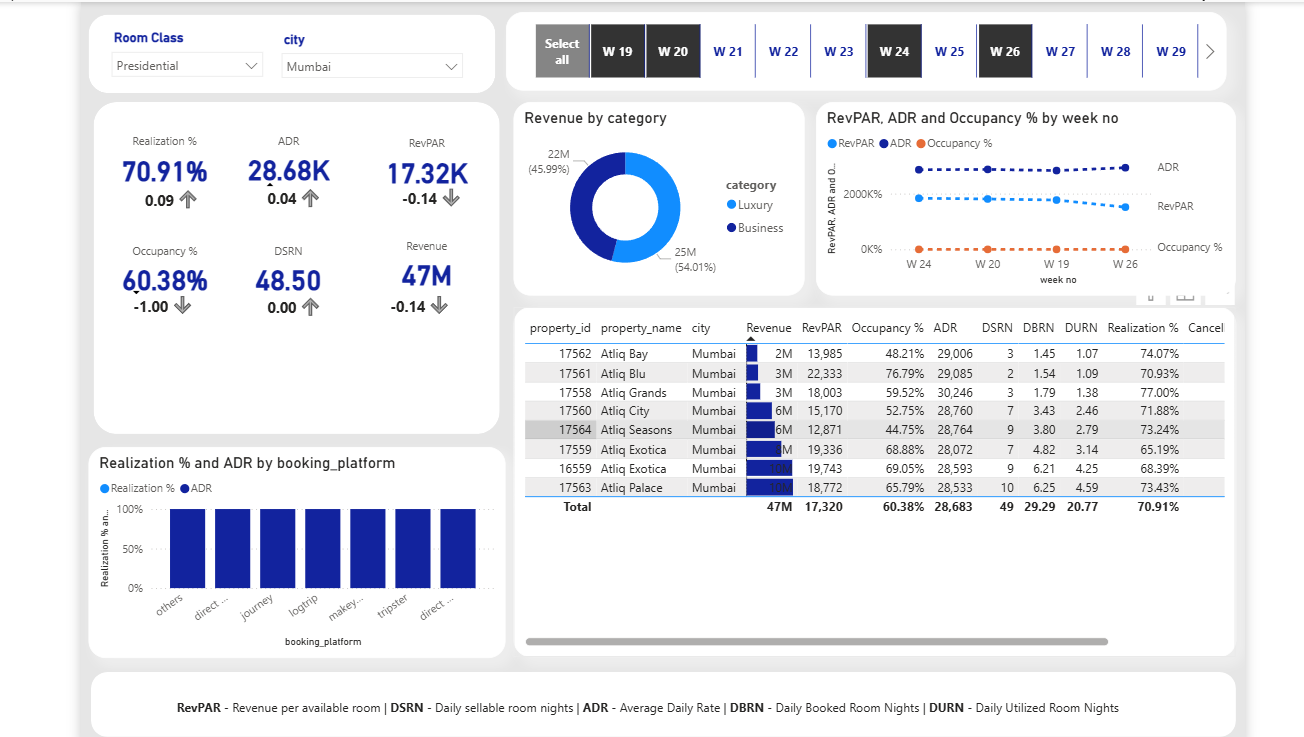 Room Class
Presidential
city
Mumbai
Select all
W 19
W 20
W 21
W 22
W 23
W 24
W 25
W 26
W 27
W 28
W 29
Realization %
70.91%
0.09
ADR
28.68K
0.04
RevPAR
17.32K
-0.14
Occupancy %
60.38%
-1.00
DSRN
48.50
0.00
Revenue
47M
-0.14
Revenue by category
22M
(45.99%)
25M
(54.01%)
category
Luxury
Business
RevPAR, ADR and Occupancy % by week no
RevPAR ADR Occupancy %
RevPAR, ADR and O...
2000K%
0K%
ADR
RevPAR
Occupancy %
W 24 W 20 W 19 W 26
week no
property_id property_name city Revenue RevPAR Occupancy % ADR DSRN DBRN DURN Realization % Cancell
17562 Atliq Bay Mumbai 2M 13,985 48.21% 29,006 3 1.45 1.07 74.07%
17561 Atliq Blu Mumbai 3M 22,333 76.79% 29,085 2 1.54 1.09 70.93%
17558 Atliq Grands Mumbai 3M 18,003 59.52% 30,246 3 1.79 1.38 77.00%
17560 Atliq City Mumbai 6M 15,170 52.75% 28,760 7 3.43 2.46 71.88%
17564 Atliq Seasons Mumbai 6M 12,871 44.75% 28,764 9 3.80 2.79 73.24%
17559 Atliq Exotica Mumbai 19,336 68.88% 28,072 7 4.82 3.14 65.19%
16559 Atliq Exotica Mumbai 19,743 69.05% 28,593 9 6.21 4.25 68.39%
17563 Atliq Palace Mumbai 18,772 65.79% 28,533 10 6.25 4.59 73.43%
Total 47M 17,320 60.38% 28,683 49 29.29 20.77 70.91%
Realization % and ADR by booking_platform
Realization % ADR
Realization % an...
100%
50%
0%
others direct ... journey logtrip makey... tripster direct ...
booking_platform
RevPAR - Revenue per available room | DSRN - Daily sellable room nights | ADR - Average Daily Rate | DBRN - Daily Booked Room Nights | DURN - Daily Utilized Room Nights